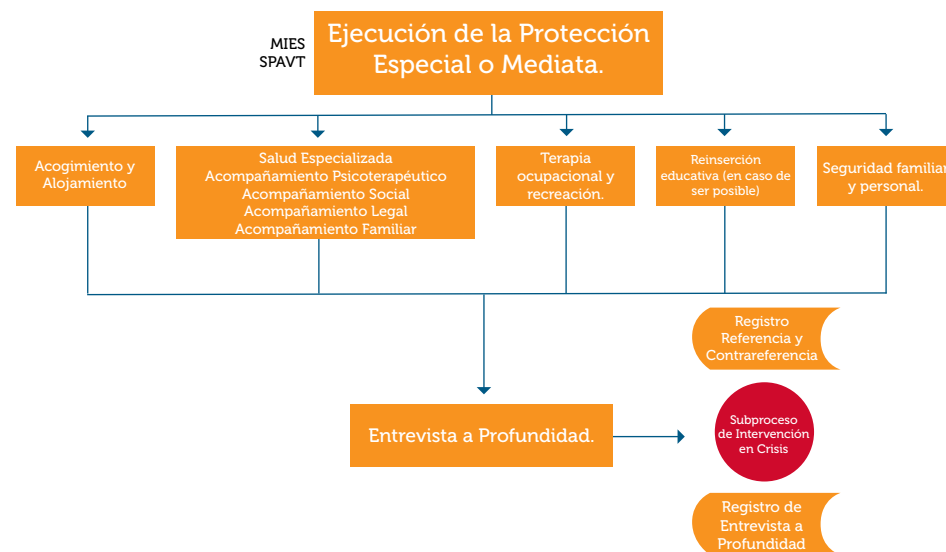 MIES
SPAVT
Ejecución de la Protección
Especial o Mediata.
Acogimiento y
Alojamiento
Salud Especializada
Acompañamiento Psicoterapéutico
Acompañamiento Social
Acompañamiento Legal
Acompañamiento Familiar
Terapia
ocupacional y
recreación.
Reinserción
educativa (en caso de
ser posible)
Seguridad familiar
y personal.
Registro
Referencia y
Contrareferencia
Entrevista a Profundidad.
Subproceso
de Intervención
en Crisis
Registro de
Entrevista a
Profundidad